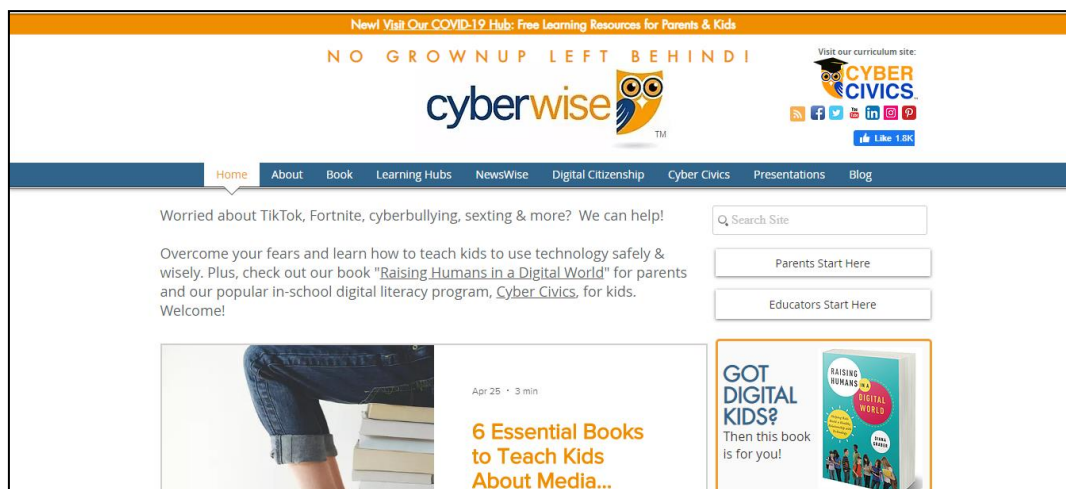 New! Visit Our COVID-19 Hub: Free Learning Resources for Parents & Kids
NO GROWNUP LEFT BEHIND!
cyberwise
TM
Visit our curriculum site:
CYBER
CIVICS
You
Tube
in
Like 1.8K
Home About Book Learning Hubs NewsWise Digital Citizenship Cyber Civics Presentations Blog
Worried about TikTok, Fortnite, cyberbullying, sexting & more? We can help!
Overcome your fears and learn how to teach kids to use technology safely &
wisely. Plus, check out our book "Raising Humans in a Digital World" for parents
and our popular in-school digital literacy program, Cyber Civics, for kids.
Welcome!
Search Site
Parents Start Here
Educators Start Here
Apr 25 · 3 min
6 Essential Books
to Teach Kids
About Media...
GOT
DIGITAL
KIDS?
Then this book
is for you!
RAISING
HUMANS IN A
DIGITAL
WORLD
DIANA
GRABER